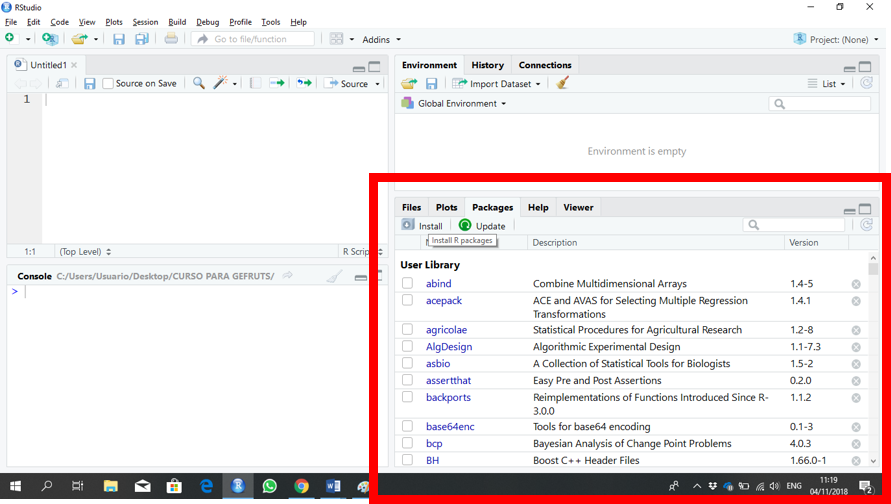 RStudio
File Edit Code View Plots Session Build Debug Profile Tools Help
Go to file/function Addins Project: (None)
Untitled1
Source on Save Source
1
1:1 (Top Level) R Scrip
Console C:/Users/Usuario/Desktop/CURSO PARA GEFRUTS/
>
Environment History Connections
Import Dataset List
Global Environment
Environment is empty
Files Plots Packages Help Viewer
Install Update
Install R packages
Description Version
User Library
abind Combine Multidimensional Arrays 1.4-5
acepack ACE and AVAS for Selecting Multiple Regression 1.4.1
Transformations
agricolae Statistical Procedures for Agricultural Research 1.2-8
AlgDesign Algorithmic Experimental Design 1.1-7.3
asbio A Collection of Statistical Tools for Biologists 1.5-2
assertthat Easy Pre and Post Assertions 0.2.0
backports Reimplementations of Functions Introduced Since R- 1.1.2
3.0.0
base64enc Tools for base64 encoding 0.1-3
bcp Bayesian Analysis of Change Point Problems 4.0.3
BH Boost C++ Header Files 1.66.0-1
ENG
11:19
04/11/2018
2